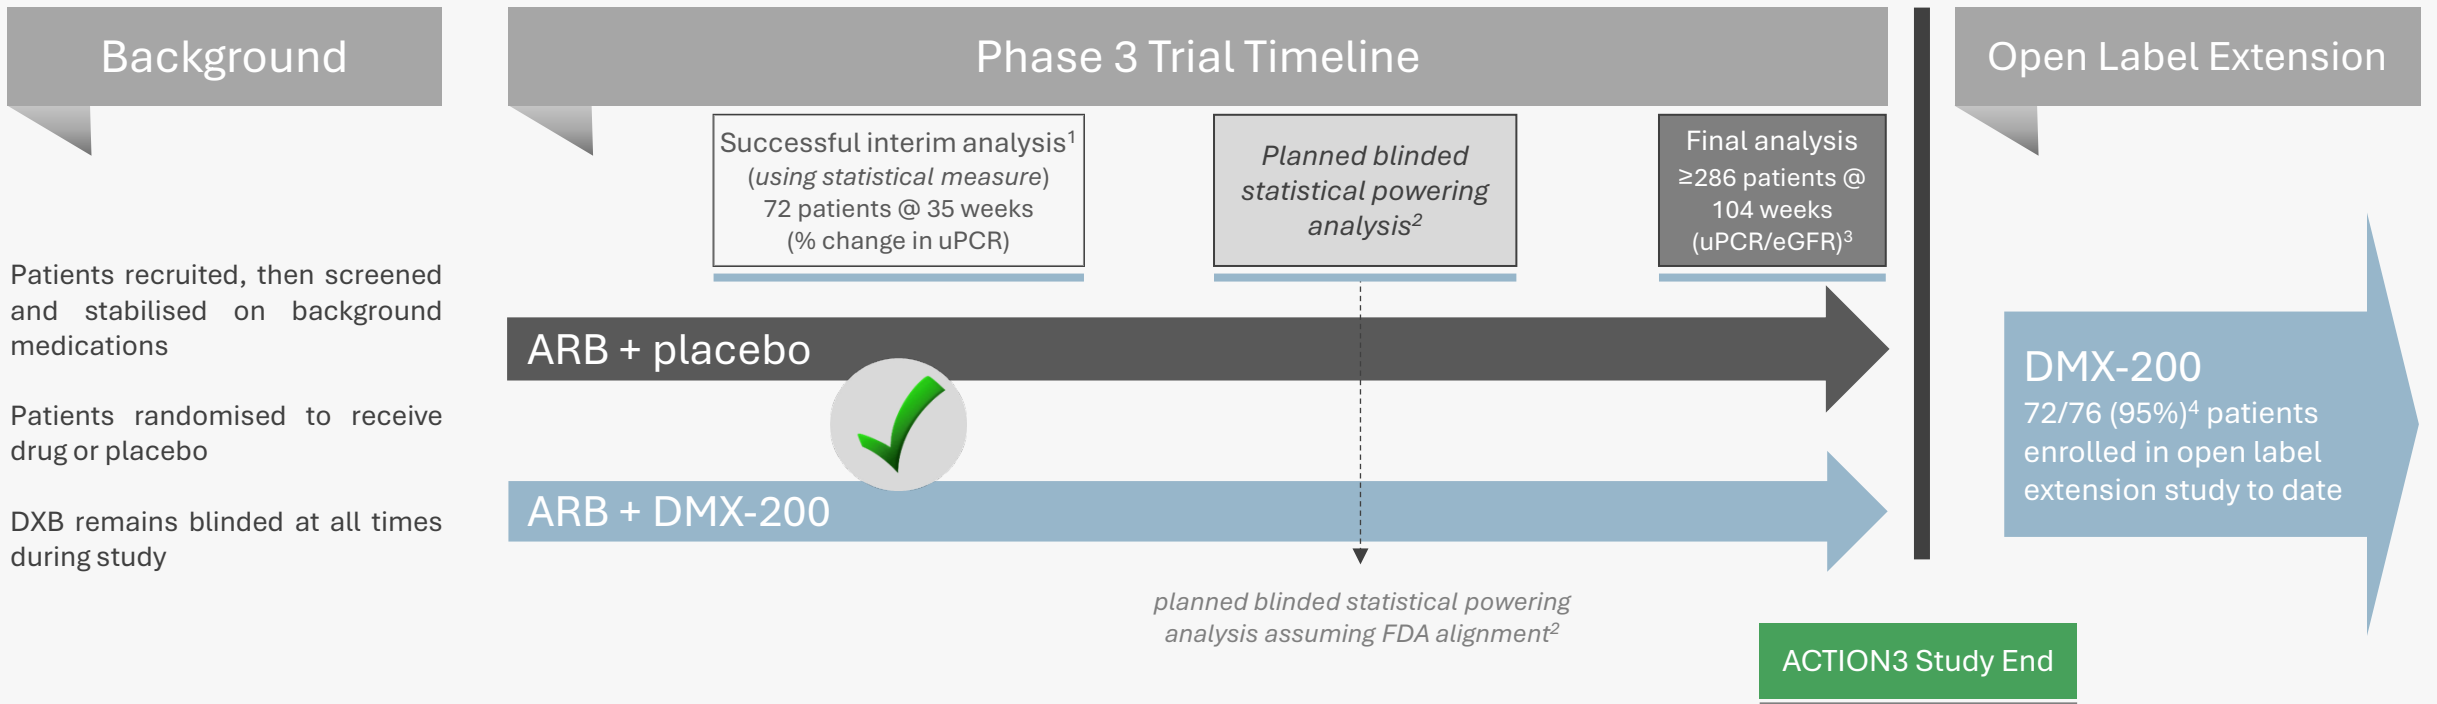 Background
Patients recruited, then screened
and stabilised on background
medications
Patients randomised to receive
drug or placebo
DXB remains blinded at all times
during study
Phase 3 Trial Timeline
Successful interim analysis¹
(using statistical measure)
72 patients @ 35 weeks
(% change in uPCR)
Planned blinded
statistical powering
analysis²
Final analysis
≥286 patients @
104 weeks
(uPCR/eGFR)³
ARB + placebo
ARB + DMX-200
planned blinded statistical powering
analysis assuming FDA alignment²
ACTION3 Study End
Open Label Extension
DMX-200
72/76 (95%)⁴ patients
enrolled in open label
extension study to date